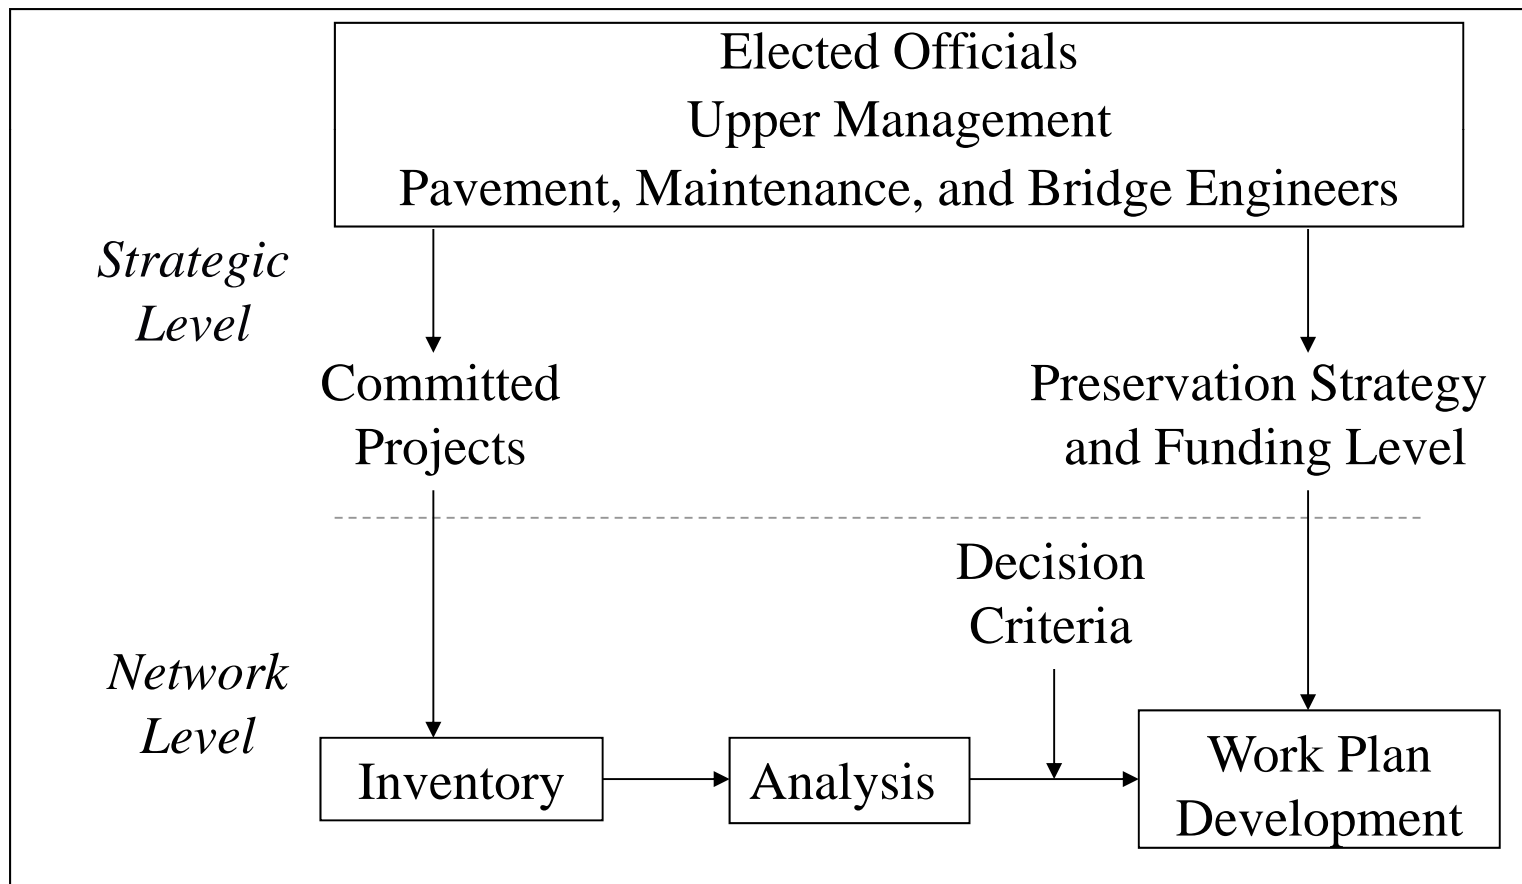 Elected Officials
Upper Management
Pavement, Maintenance, and Bridge Engineers
Strategic
Level
Committed
Projects
Preservation Strategy
and Funding Level
Decision
Criteria
Network
Level
Inventory
Analysis
Work Plan
Development